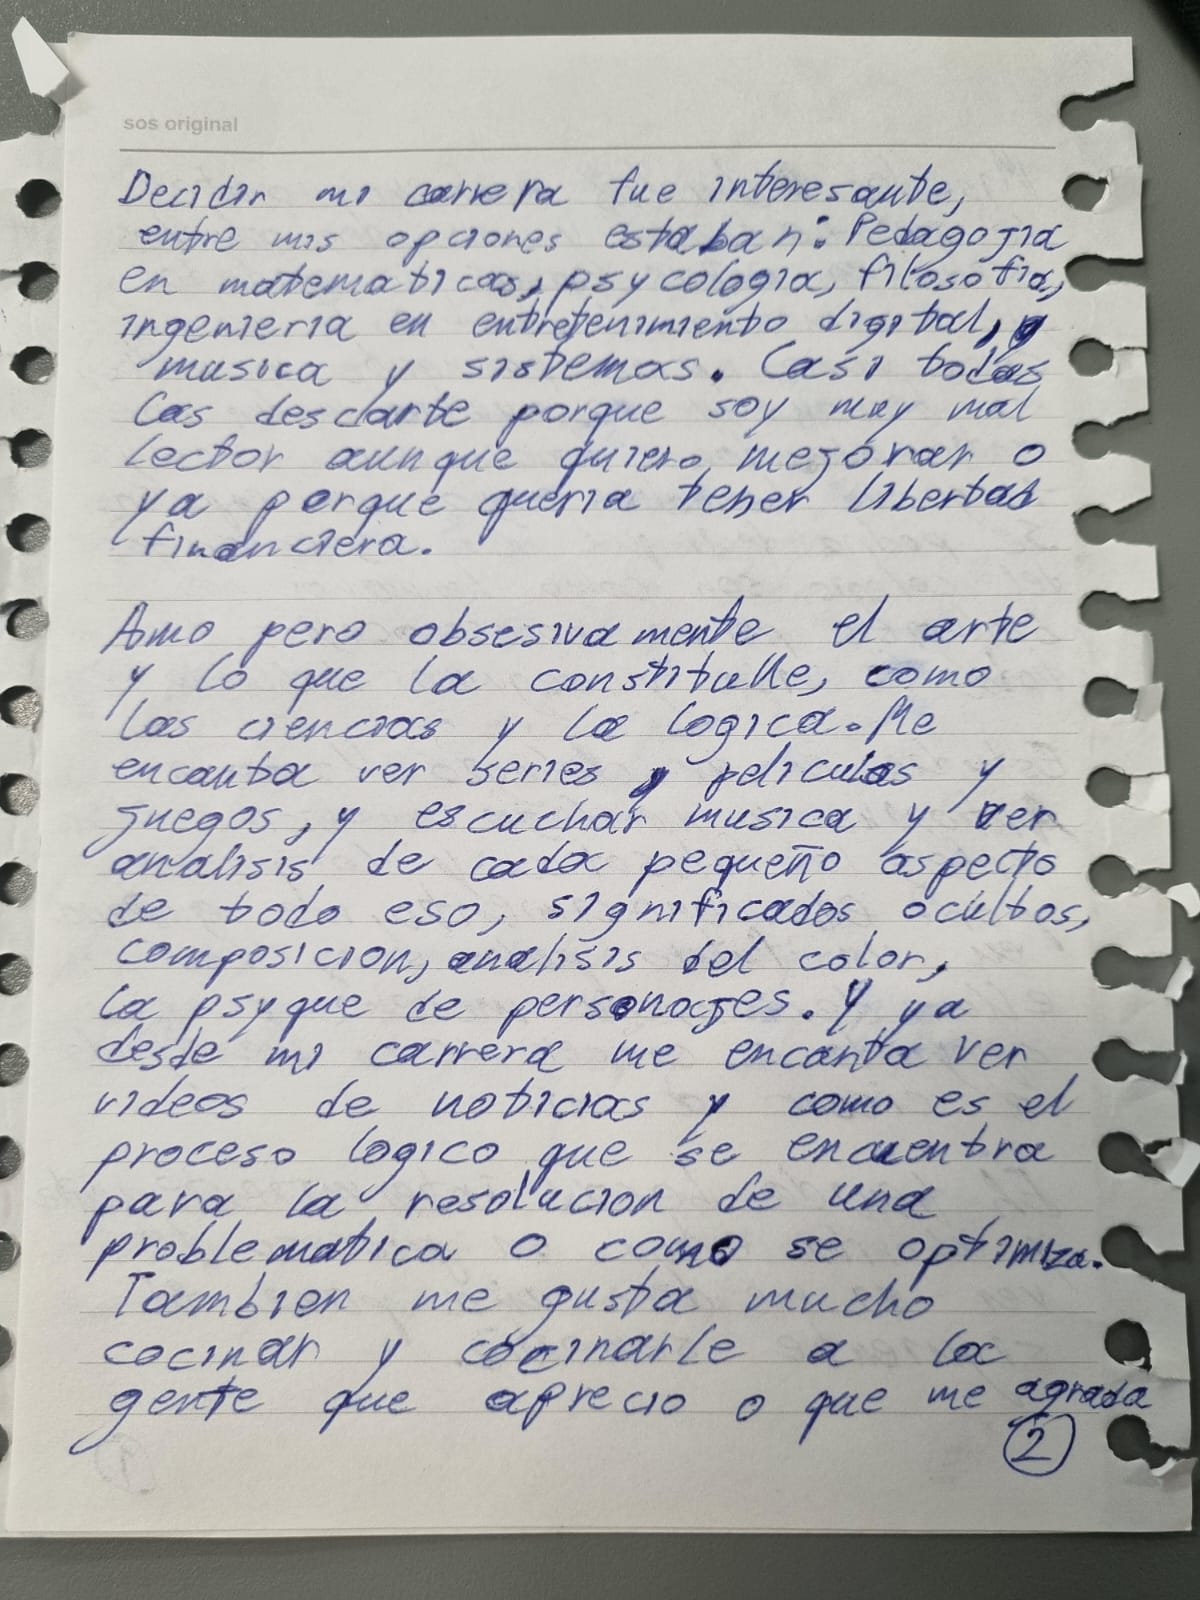 sos original
Decidir mi carrera fue interesante,
entre mis opciones estaban: Pedagogia
en matematicas, psycologia, filosofia,
ingenieria en entretenimiento digital,
musica y sistemas. Casi todas
las descarte porque soy muy mal
lector aunque quiero mejorar o
ya porque queria tener libertad
financiera.
Amo pero obsesivamente el arte
y lo que la constitulle, como
las ciencias y la logica. Me
encanta ver series, peliculas y
juegos, y escuchar musica y ver
analisis de cada pequeño aspecto
de todo eso, significados ocultos,
composicion, analisis del color,
la psyque de personajes. Y ya
desde mi carrera me encanta ver
videos de noticias y como es el
proceso logico que se encuentra
para la resolucion de una
problematica o como se optimiza.
Tambien me gusta mucho
cocinar y cocinarle a la
gente que aprecio o que me agrada
2